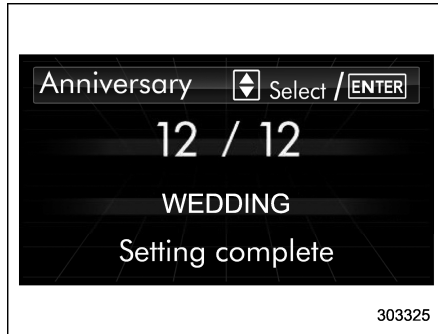 Anniversary Select / ENTER
12 / 12
WEDDING
Setting complete
303325